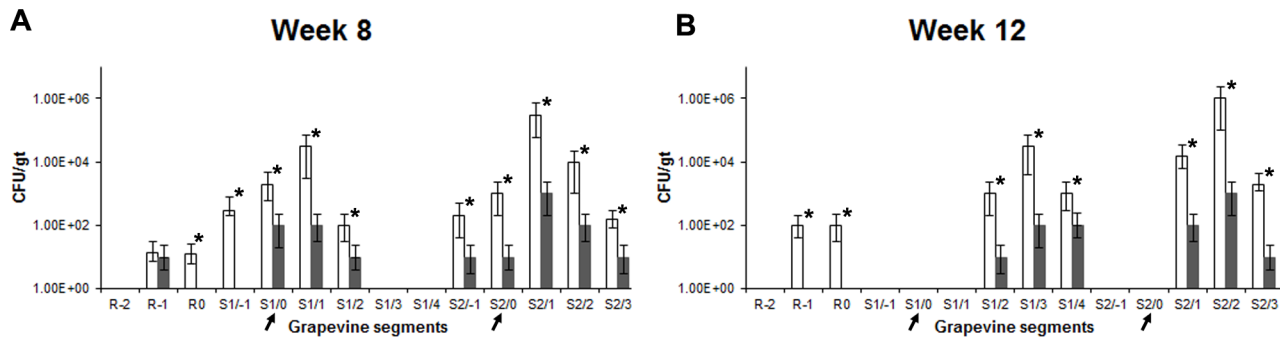 A
Week 8
CFU/gt
1.00E+06
1.00E+04
1.00E+02
1.00E+00
* * * * * * * * * *
R-2 R-1 R0 S1/-1 S1/0 S1/1 S1/2 S1/3 S1/4 S2/-1 S2/0 S2/1 S2/2 S2/3
Grapevine segments
B
Week 12
CFU/gt
1.00E+06
1.00E+04
1.00E+02
1.00E+00
* * * * * * * *
R-2 R-1 R0 S1/-1 S1/0 S1/1 S1/2 S1/3 S1/4 S2/-1 S2/0 S2/1 S2/2 S2/3
Grapevine segments